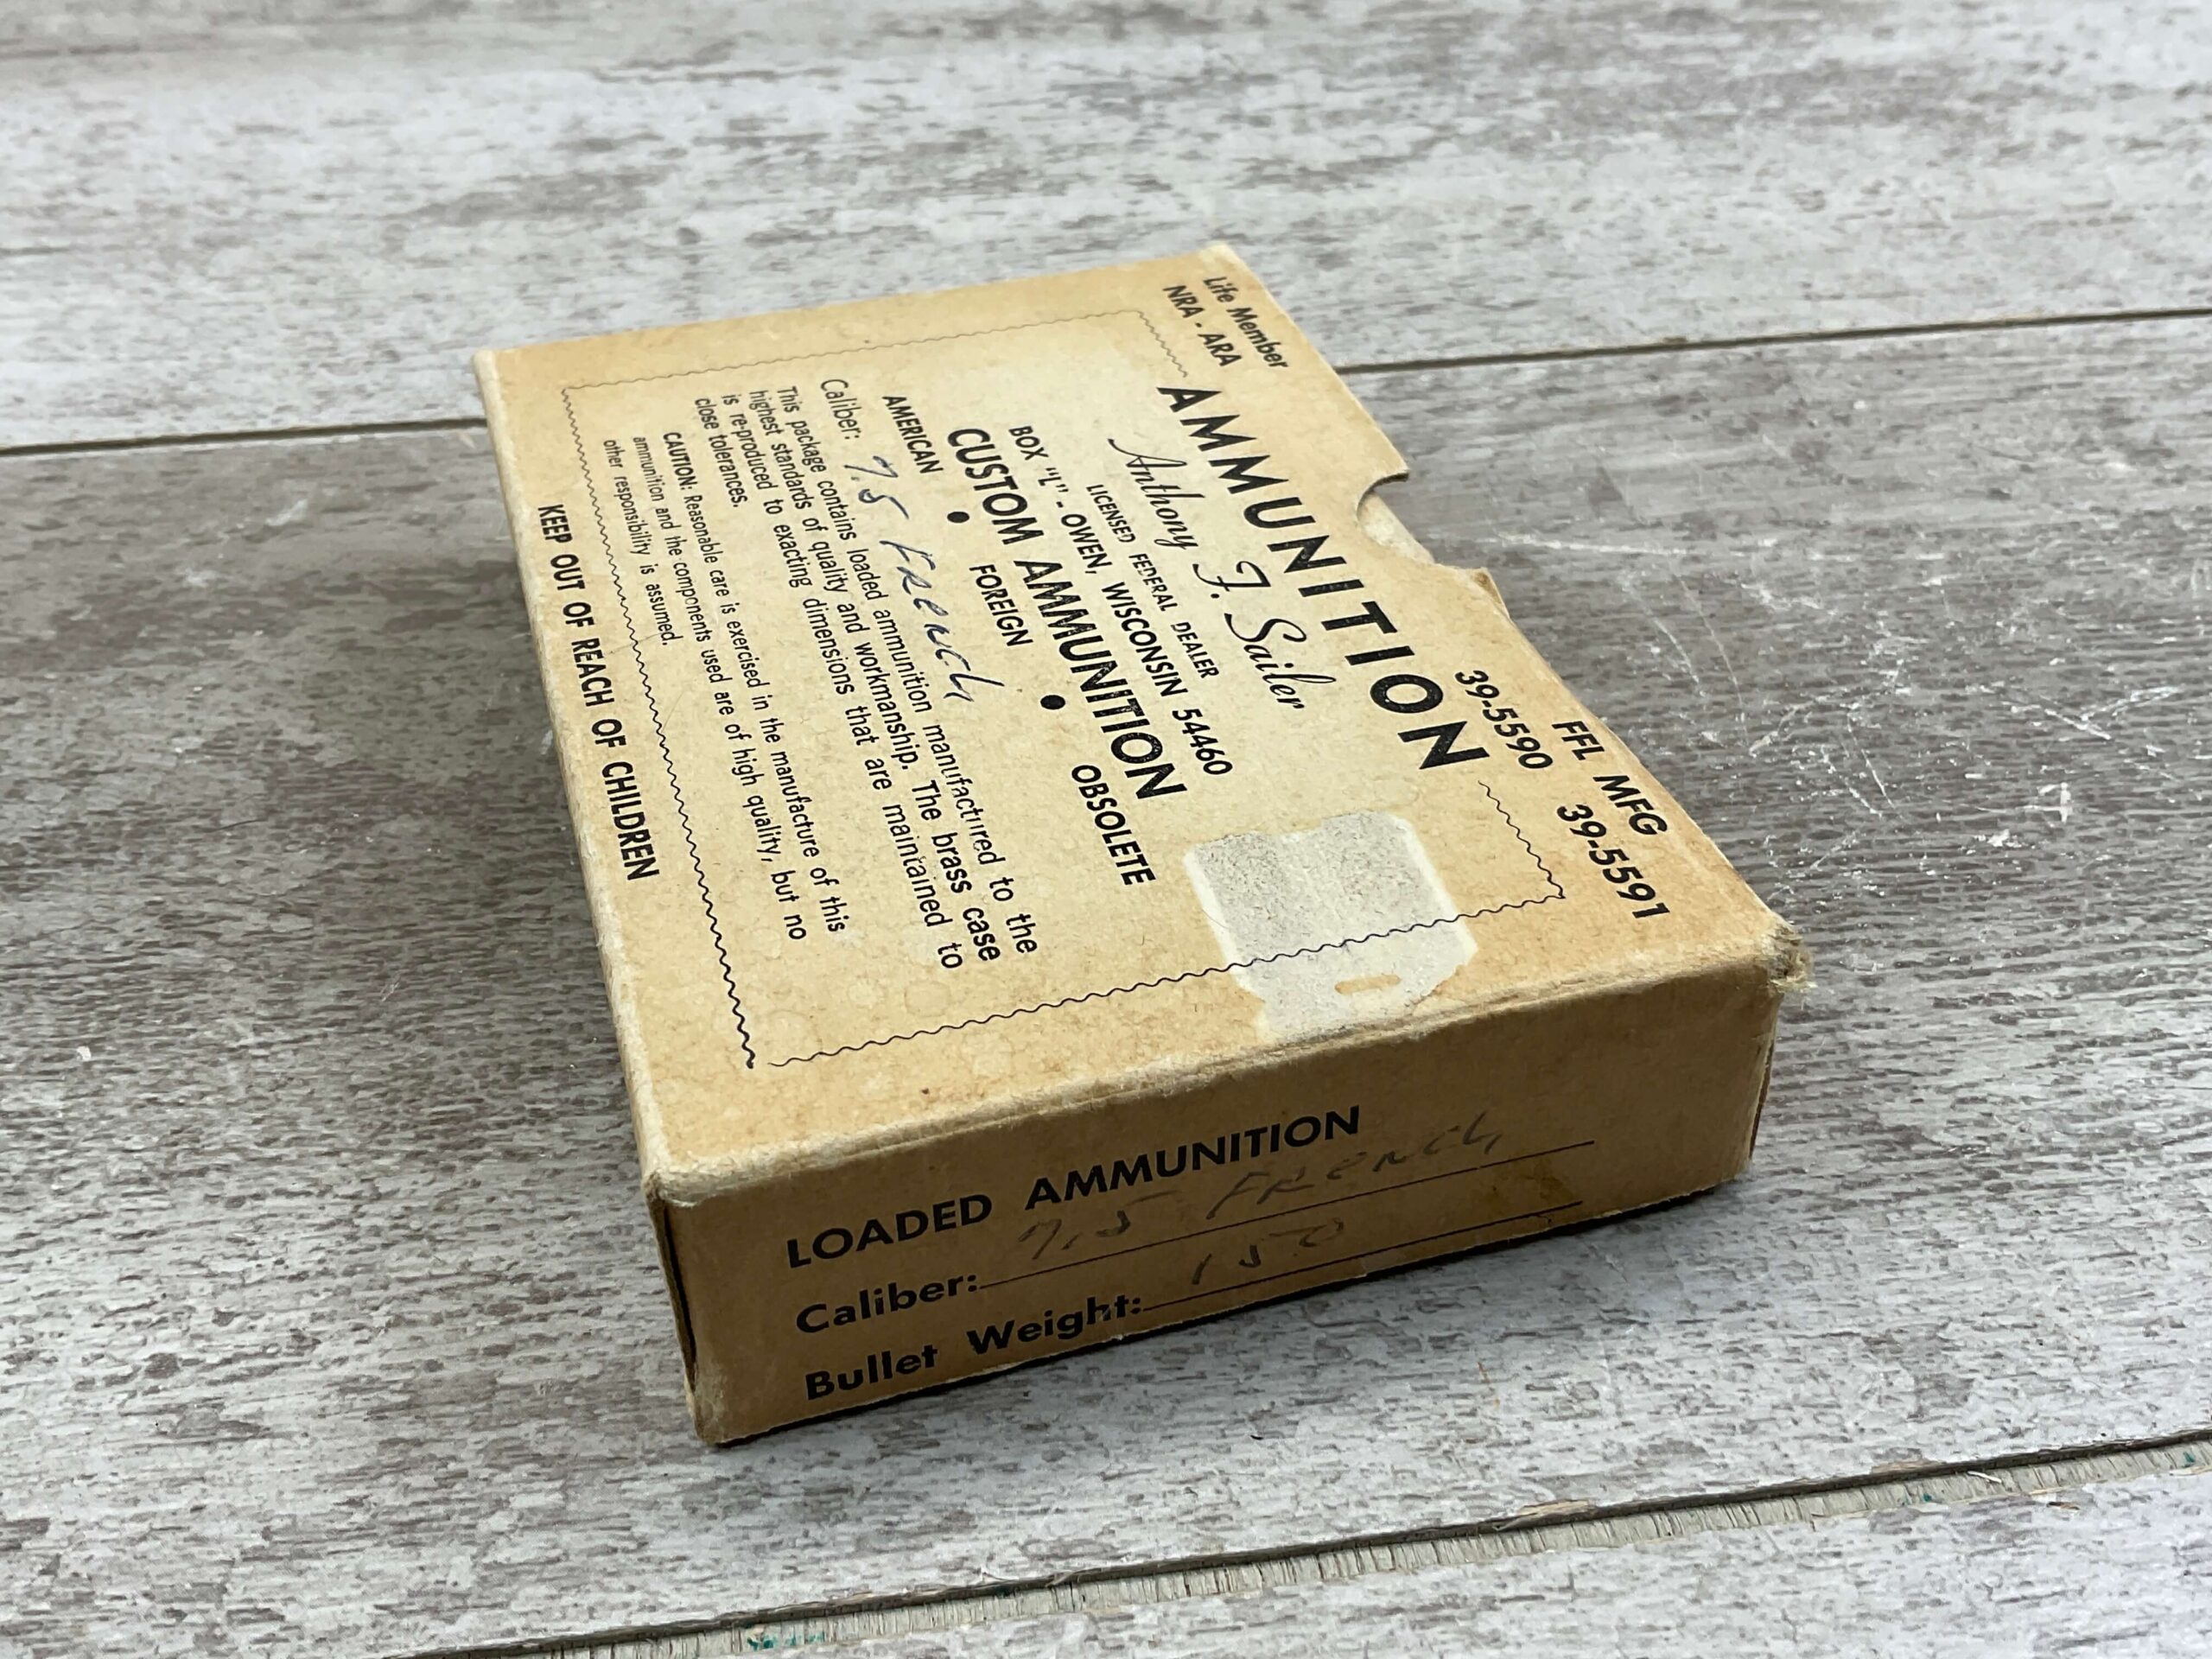 Life Member
NRA - ARA
FFL MFG
39-5590 39-5591
AMMUNITION
Anthony F. Sailer
LICENSED FEDERAL DEALER
BOX "L" - OWEN, WISCONSIN 54460
CUSTOM AMMUNITION
AMERICAN • FOREIGN • OBSOLETE
Caliber: 7.5 FRENCH
This package contains loaded ammunition manufactured to the
highest standards of quality and workmanship. The brass case
is re-produced to exacting dimensions that are maintained to
close tolerances.
CAUTION: Reasonable care is exercised in the manufacture of this
ammunition and the components used are of high quality, but no
other responsibility is assumed.
KEEP OUT OF REACH OF CHILDREN
LOADED AMMUNITION
Caliber: 7.5 FRENCH
Bullet Weight: 150